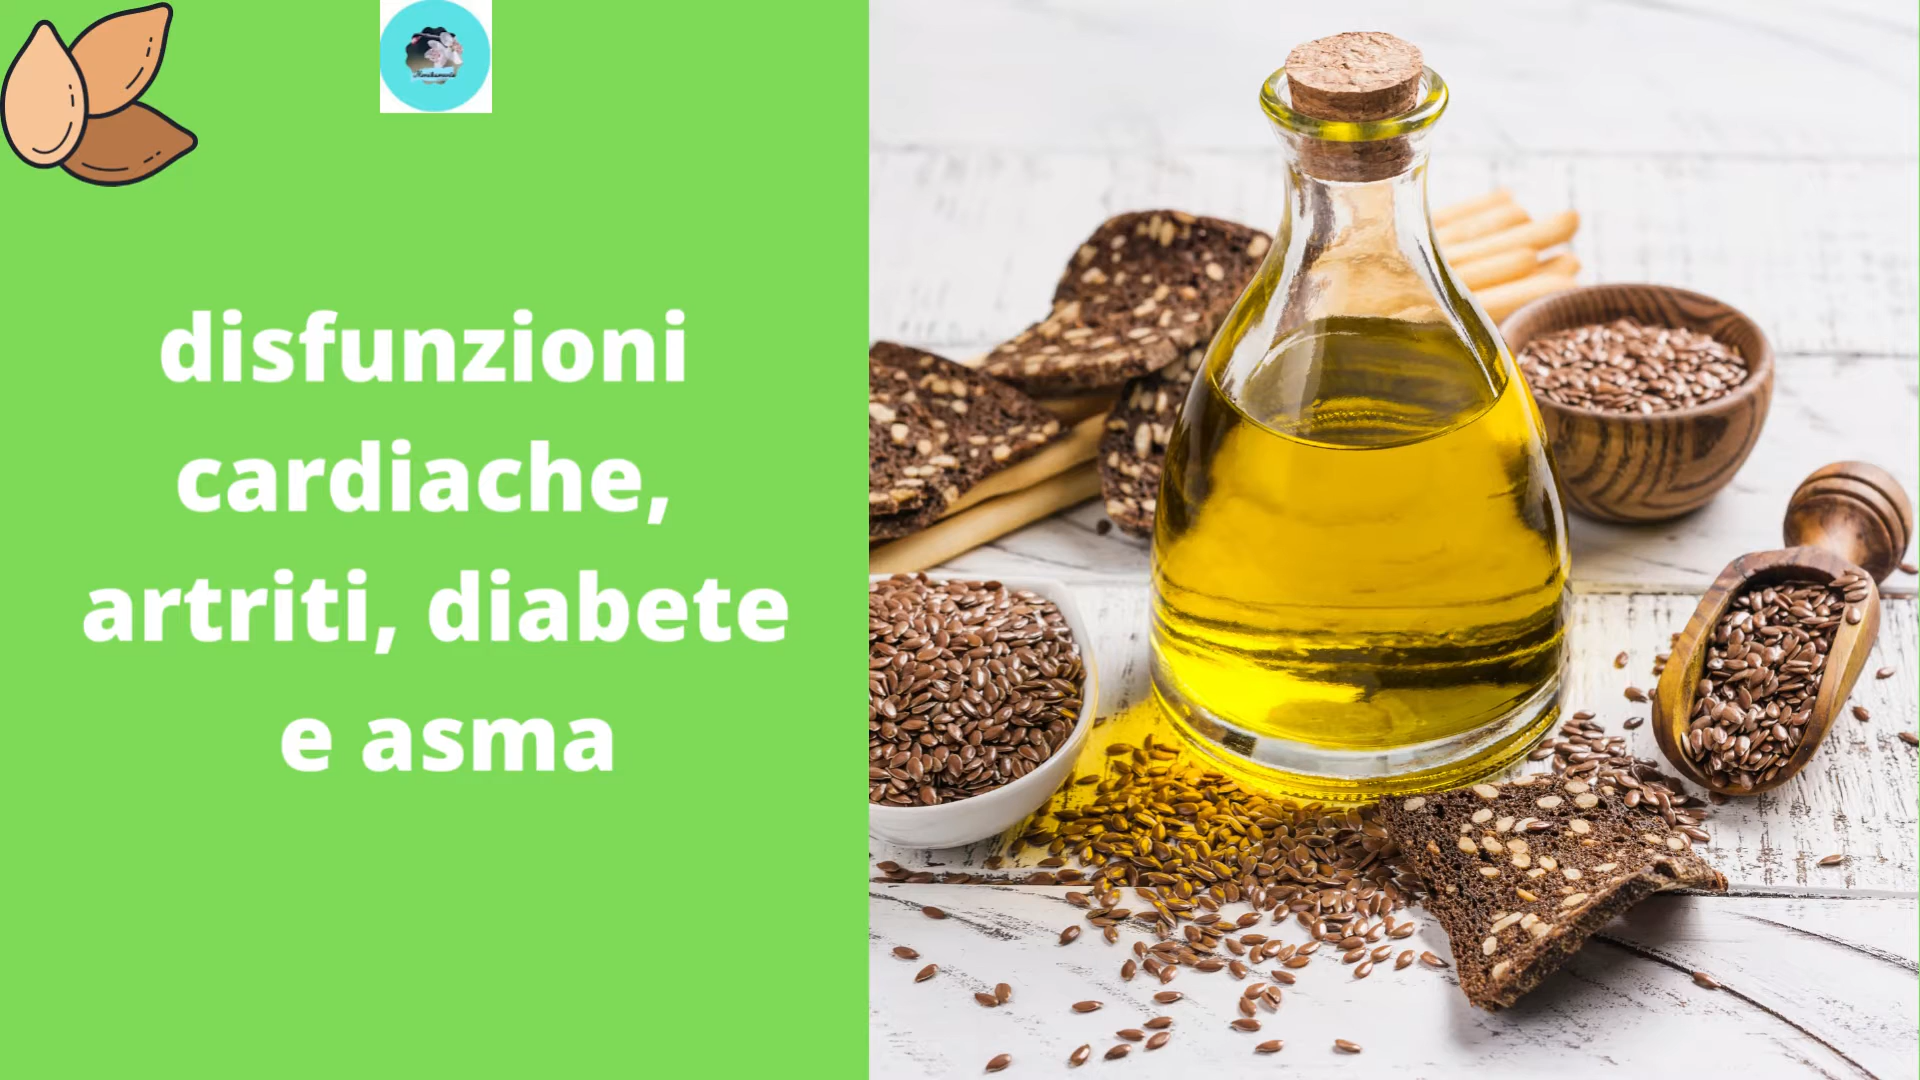 disfunzioni
cardiache,
artriti, diabete
e asma